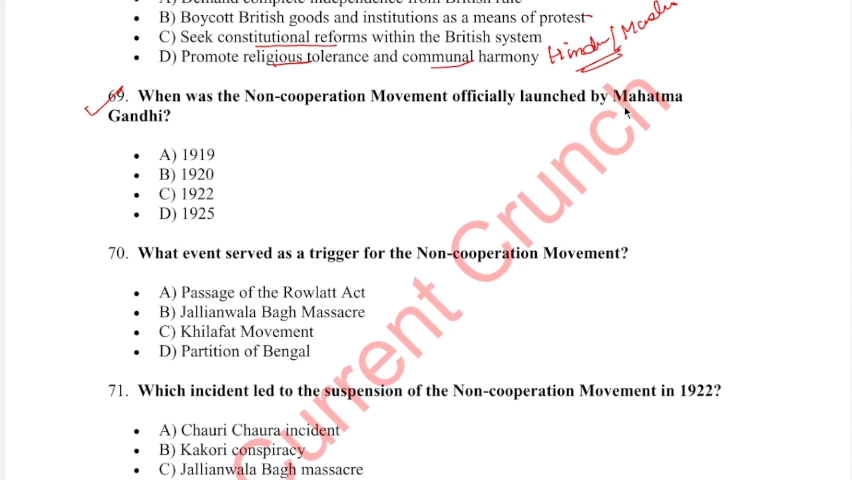 • B) Boycott British goods and institutions as a means of protest
• C) Seek constitutional reforms within the British system
• D) Promote religious tolerance and communal harmony Hindu/Muslim
69. When was the Non-cooperation Movement officially launched by Mahatma
Gandhi?
• A) 1919
• B) 1920
• C) 1922
• D) 1925
70. What event served as a trigger for the Non-cooperation Movement?
• A) Passage of the Rowlatt Act
• B) Jallianwala Bagh Massacre
• C) Khilafat Movement
• D) Partition of Bengal
71. Which incident led to the suspension of the Non-cooperation Movement in 1922?
• A) Chauri Chaura incident
• B) Kakori conspiracy
• C) Jallianwala Bagh massacre
Current Crunch